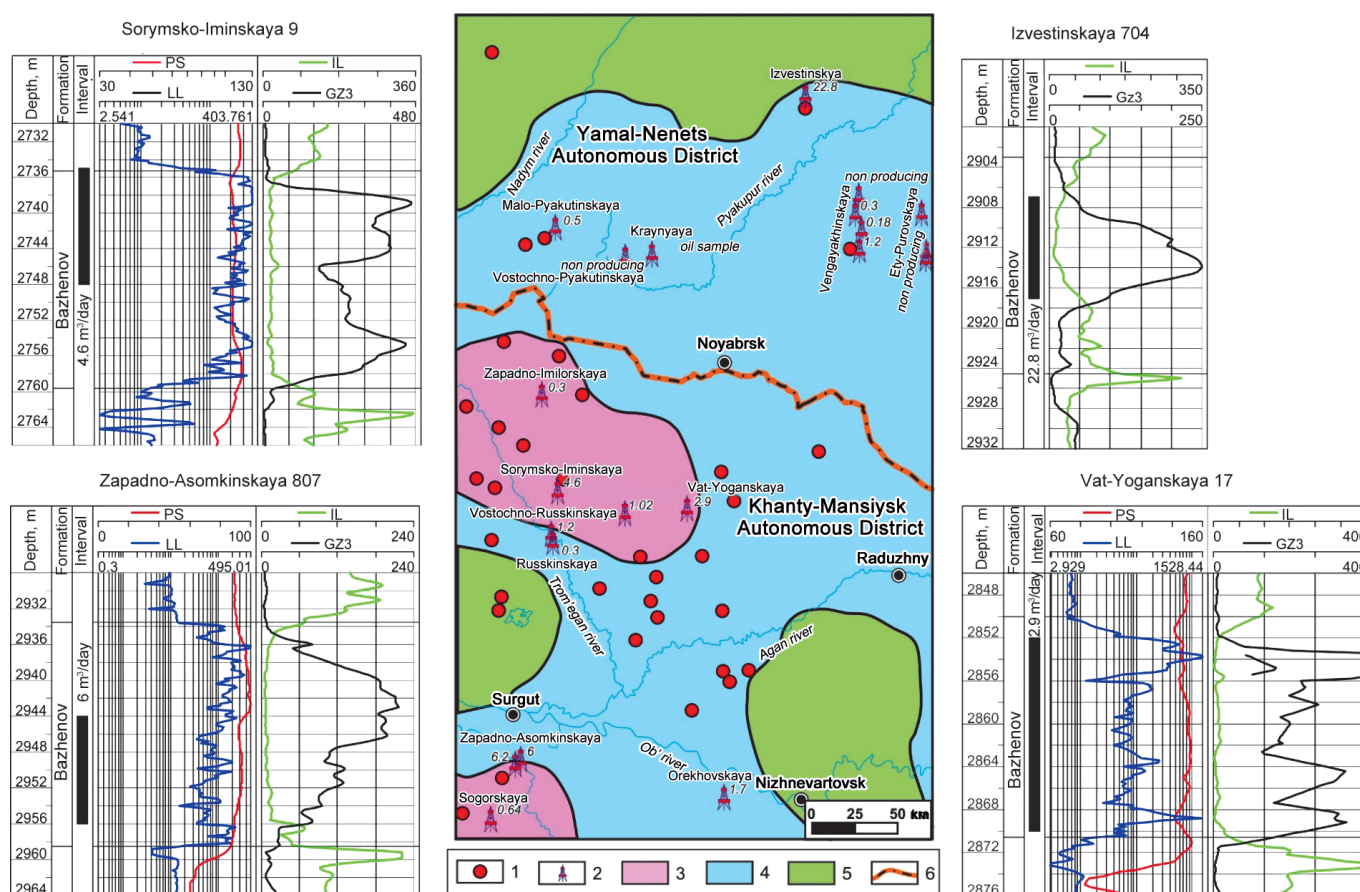 Sorymsko-Iminskaya 9
Depth, m
Formation
Interval
PS
IL
30
130
0
360
LL
GZ3
2.541
403.761
0
480
2732
2736
2740
2744
2748
2752
2756
2760
2764
Bazhenov
4.6 m³/day
Zapadno-Asomkinskaya 807
Depth, m
Formation
Interval
PS
IL
0
100
0
240
LL
GZ3
0.3
495.01
0
240
2932
2936
2940
2944
2948
2952
2956
2960
2964
Bazhenov
6 m³/day
Izvestinskya
22.8
Yamal-Nenets
Autonomous District
Nadym river
Pyakupur river
Malo-Pyakutinskaya
0.5
Kraynyaya
oil sample
non producing
Vostochno-Pyakutinskaya
non producing
Vengayakhinskaya
0.3
0.18
1.2
Ety-Purovskaya
non producing
Noyabrsk
Zapadno-Imilorskaya
0.3
Sorymsko-Iminskaya
4.6
Vat-Yoganskaya
2.9
Vostochno-Russkinskaya
1.02
1.2
0.3
Russkinskaya
Khanty-Mansiysk
Autonomous District
Raduzhny
Trom'egan river
Agan river
Surgut
Zapadno-Asomkinskaya
6.2
6
Ob' river
Orekhovskaya
1.7
Nizhnevartovsk
Sogorskaya
0.64
0 25 50 km
1 2 3 4 5 6
Izvestinskaya 704
Depth, m
Formation
Interval
IL
0
350
Gz3
0
250
2904
2908
2912
2916
2920
2924
2928
2932
Bazhenov
22.8 m³/day
Vat-Yoganskaya 17
Depth, m
Formation
Interval
PS
IL
60
160
0
400
LL
GZ3
2.929
1528.44
0
400
2848
2852
2856
2860
2864
2868
2872
2876
Bazhenov
2.9 m³/day